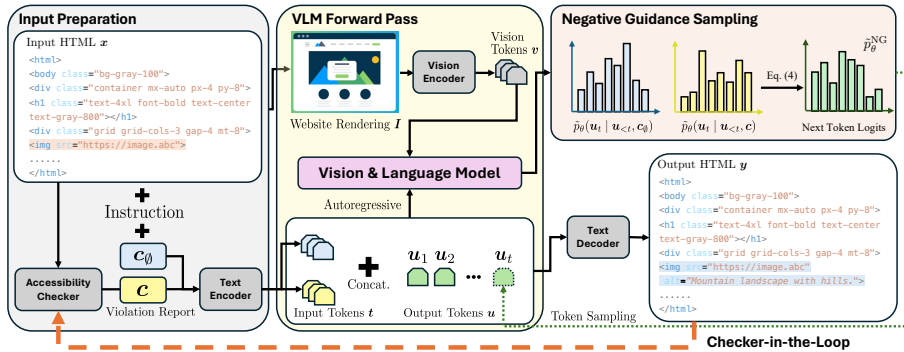 Input Preparation
Input HTML x
<html>
<body class="bg-gray-100">
<div class="container mx-auto px-4 py-8">
<h1 class="text-4xl font-bold text-center
text-gray-800"></h1>
<div class="grid grid-cols-3 gap-4 mt-8">
<img src="https://image.abc">
......
</html>
+
Instruction
+
Accessibility
Checker
c∅
c
Violation Report
Text
Encoder
VLM Forward Pass
Website Rendering I
Vision
Encoder
Vision
Tokens v
Vision & Language Model
Autoregressive
Input Tokens t
+
Concat.
u1 u2 ... ut
Output Tokens u
Negative Guidance Sampling
p̃θ(ut | u<t, c∅)
p̃θ(ut | u<t, c)
Eq. (4)
p̃θNG
Next Token Logits
Text
Decoder
Output HTML y
<html>
<body class="bg-gray-100">
<div class="container mx-auto px-4 py-8">
<h1 class="text-4xl font-bold text-center
text-gray-800"></h1>
<div class="grid grid-cols-3 gap-4 mt-8">
<img src="https://image.abc"
alt="Mountain landscape with hills.">
......
</html>
Token Sampling
Checker-in-the-Loop